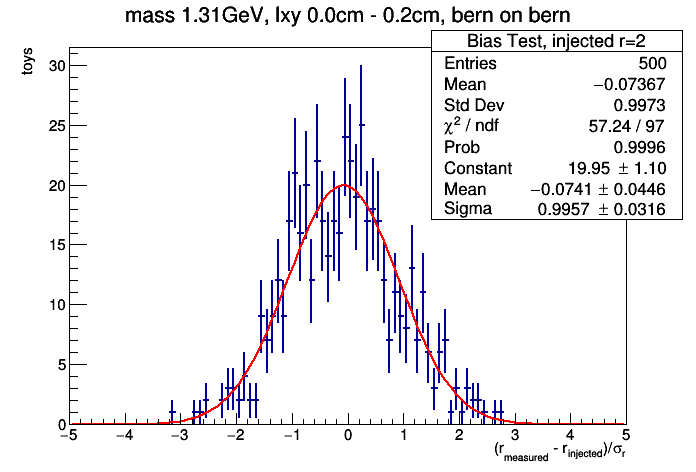 mass 1.31GeV, lxy 0.0cm - 0.2cm, bern on bern
toys
Bias Test, injected r=2
Entries 500
Mean −0.07367
Std Dev 0.9973
χ² / ndf 57.24 / 97
Prob 0.9996
Constant 19.95 ± 1.10
Mean −0.0741 ± 0.0446
Sigma 0.9957 ± 0.0316
30
25
20
15
10
5
0
−5 −4 −3 −2 −1 0 1 2 3 4 5
(r_measured - r_injected)/σ_r